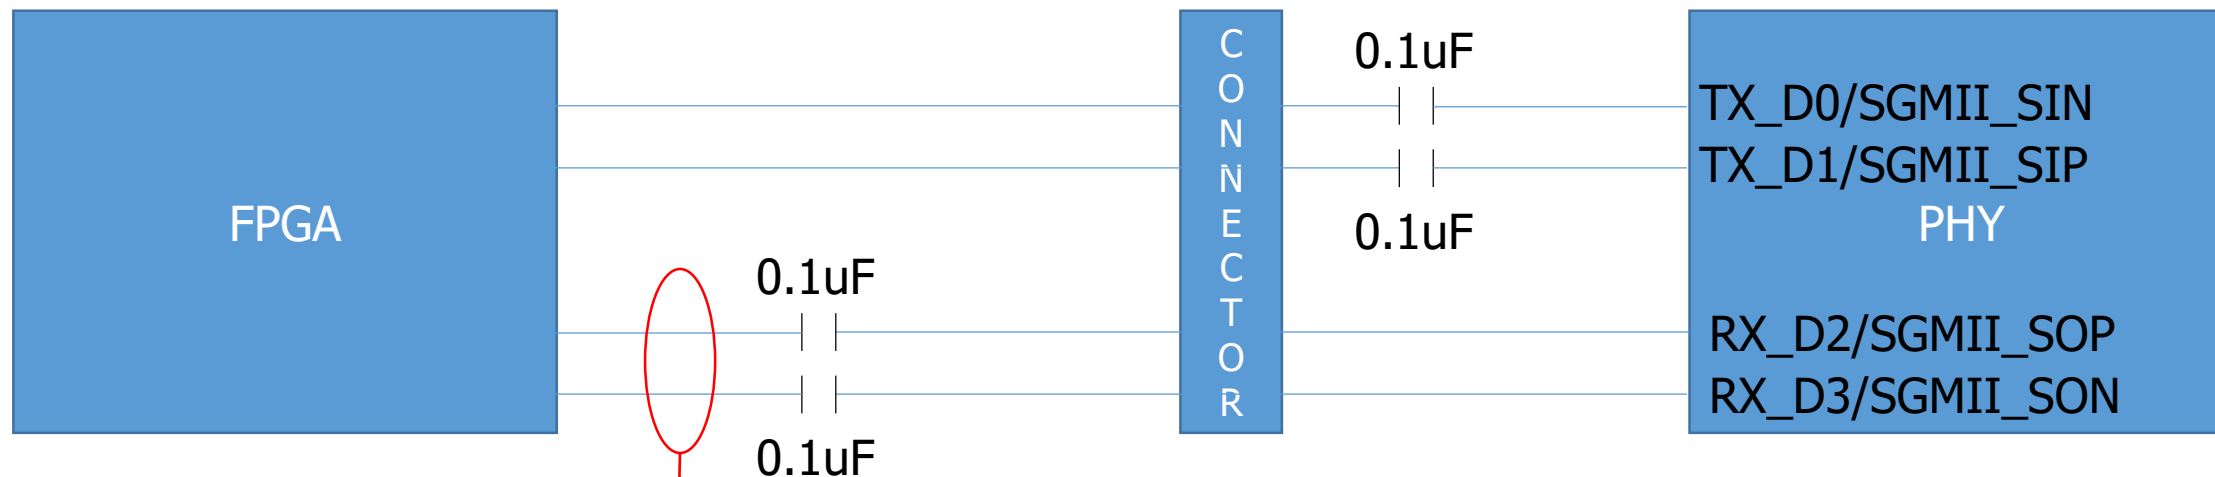 FPGA
0.1uF
0.1uF
CONNECTOR
0.1uF
0.1uF
TX_D0/SGMII_SIN
TX_D1/SGMII_SIP
PHY
RX_D2/SGMII_SOP
RX_D3/SGMII_SON